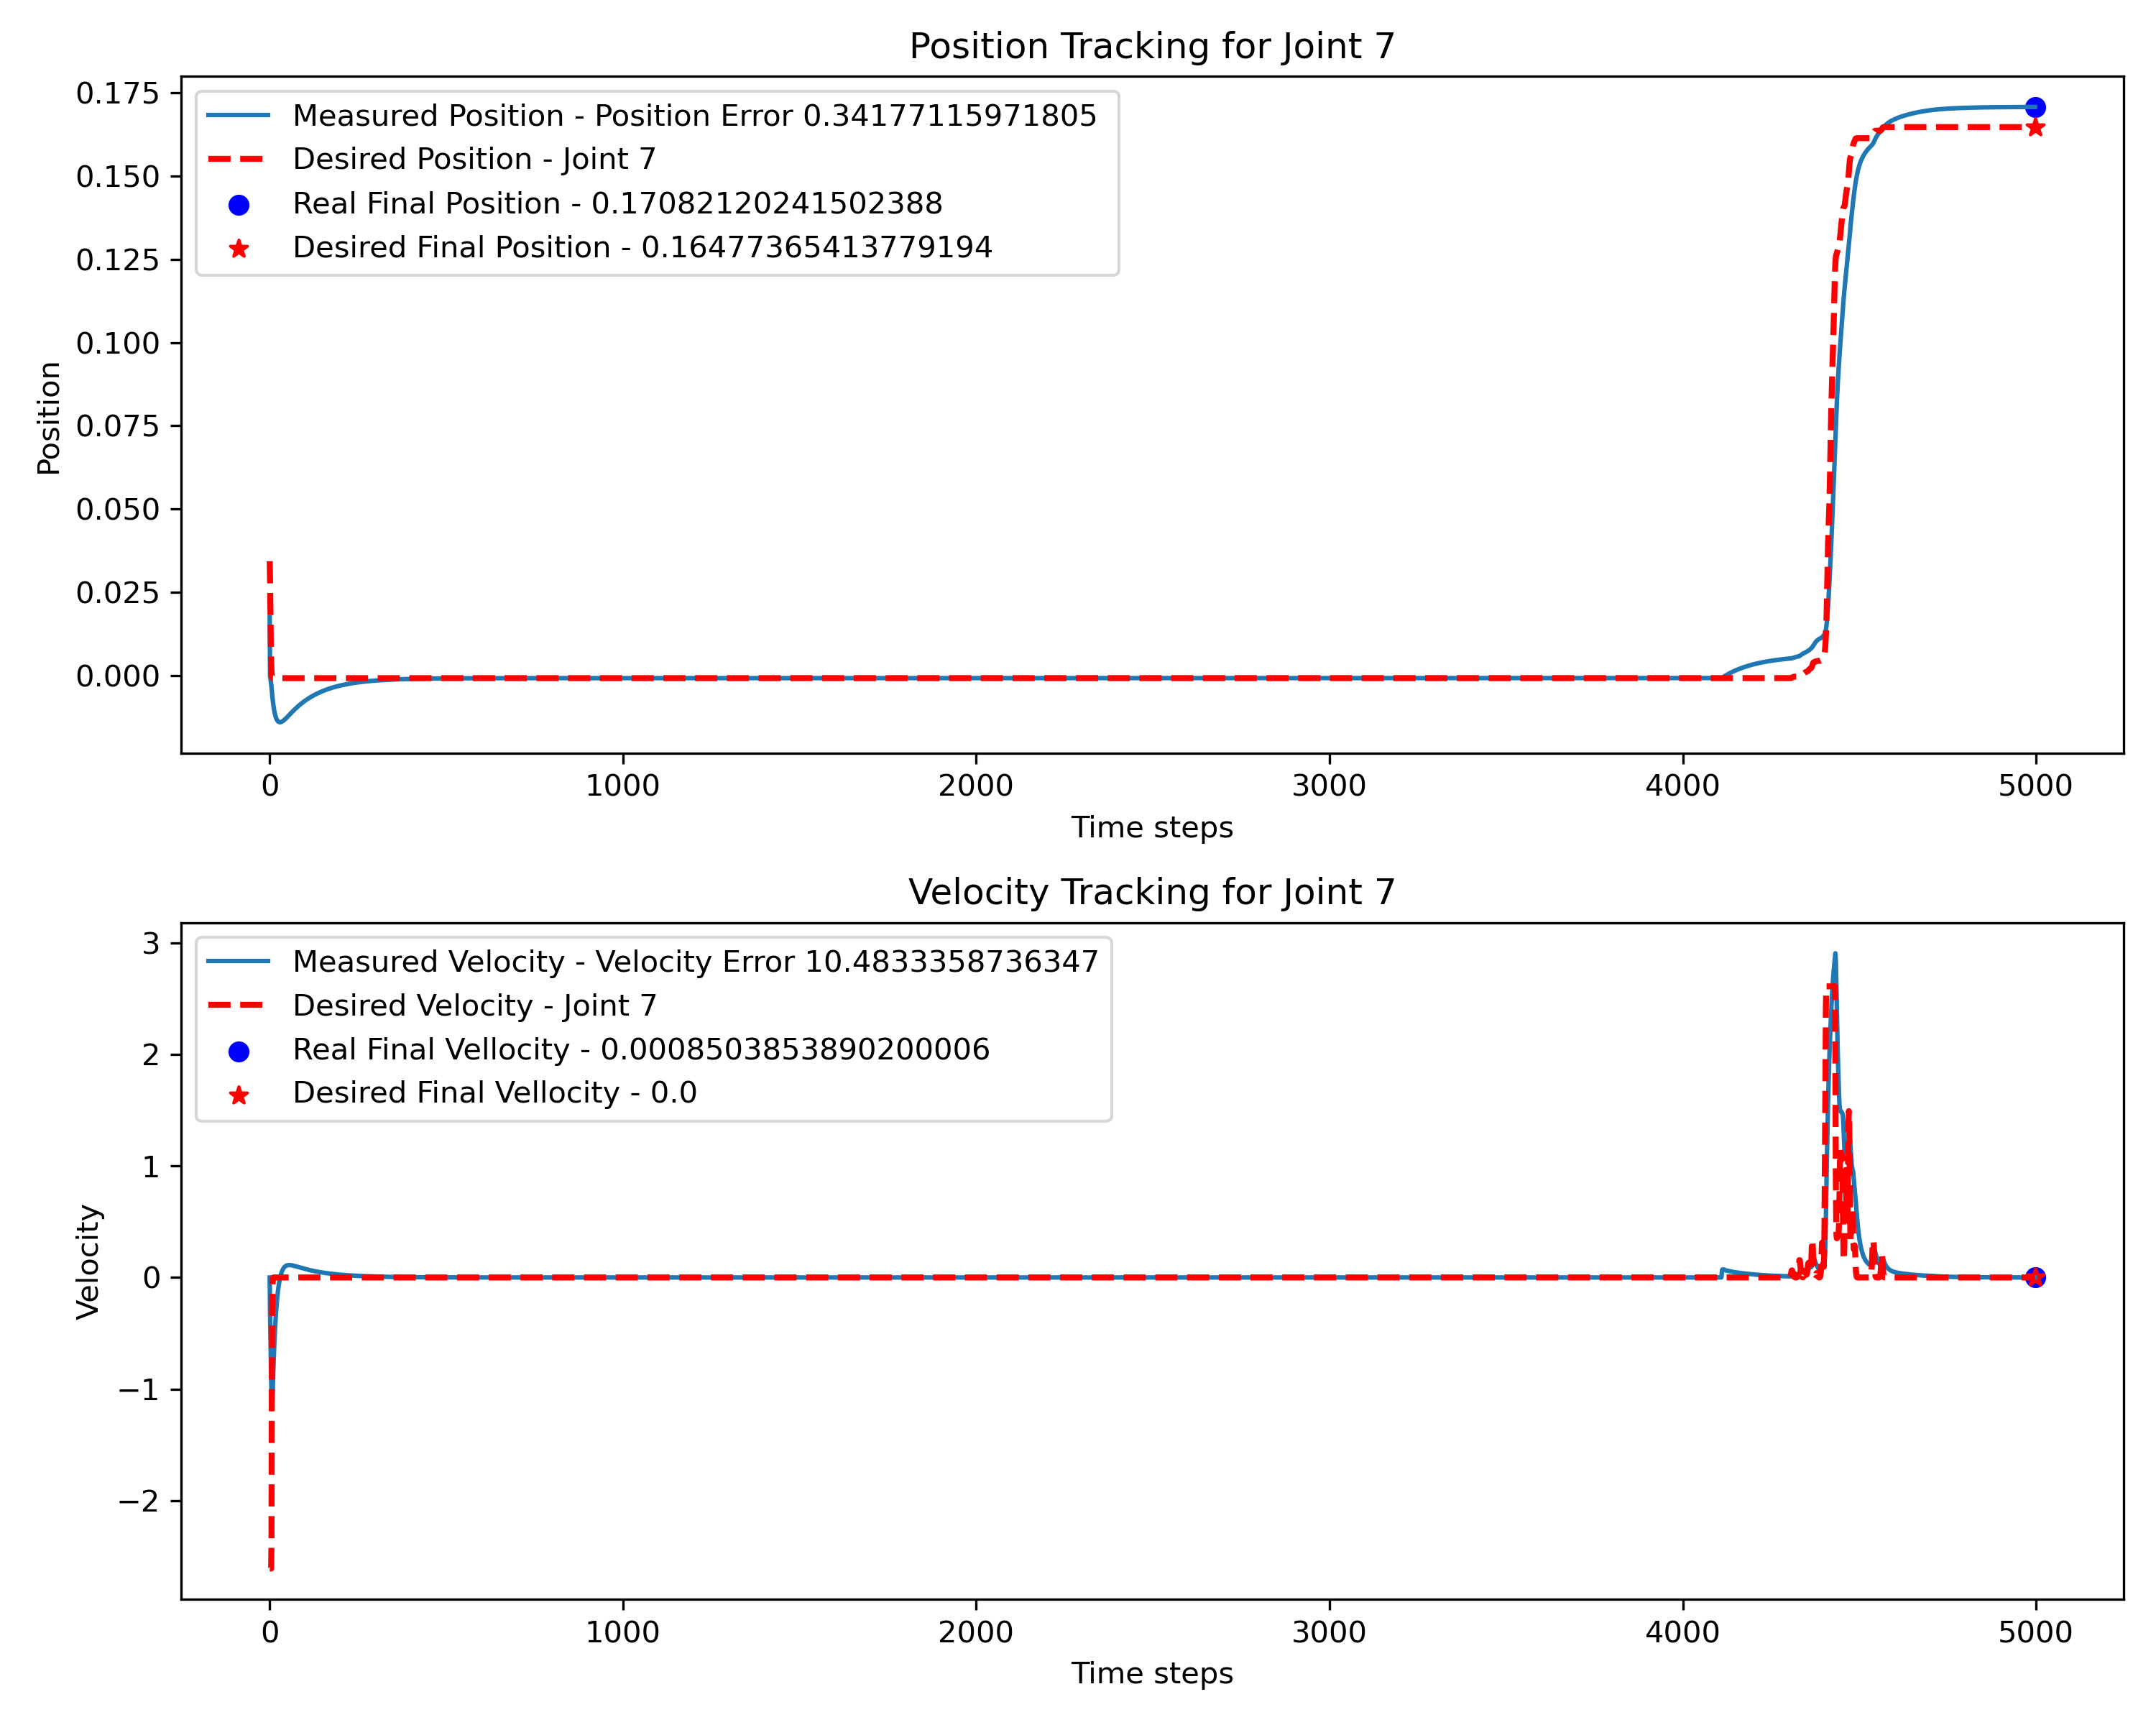 Position Tracking for Joint 7
Measured Position - Position Error 0.34177115971805
Desired Position - Joint 7
Real Final Position - 0.17082120241502388
Desired Final Position - 0.16477365413779194
0.175
0.150
0.125
0.100
0.075
0.050
0.025
0.000
Position
0 1000 2000 3000 4000 5000
Time steps
Velocity Tracking for Joint 7
Measured Velocity - Velocity Error 10.4833358736347
Desired Velocity - Joint 7
Real Final Vellocity - 0.0008503853890200006
Desired Final Vellocity - 0.0
3
2
1
0
−1
−2
Velocity
0 1000 2000 3000 4000 5000
Time steps